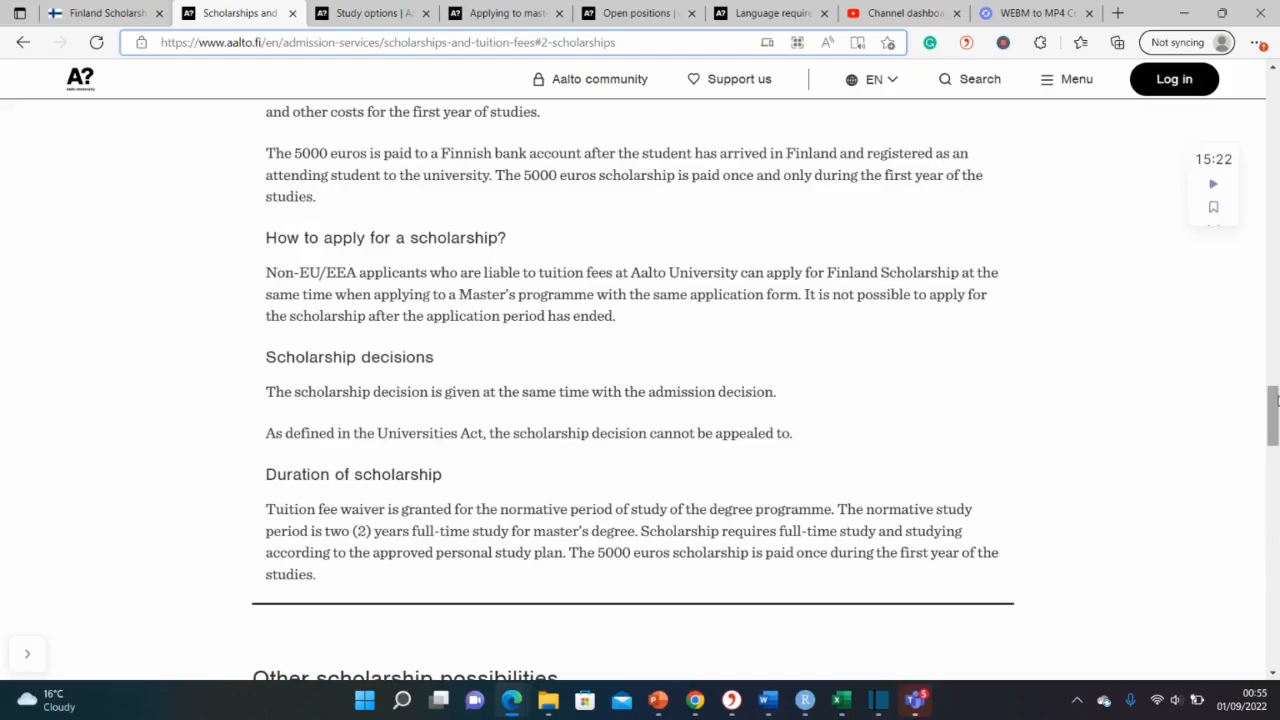 Finland Scholarsh
Scholarships and
Study options | A
Applying to mast
Open positions |
Language require
Channel dashboa
WEBM to MP4 C
https://www.aalto.fi/en/admission-services/scholarships-and-tuition-fees#2-scholarships
Not syncing
A?
Aalto University
Aalto community
Support us
EN
Search
Menu
Log in
and other costs for the first year of studies.
The 5000 euros is paid to a Finnish bank account after the student has arrived in Finland and registered as an
attending student to the university. The 5000 euros scholarship is paid once and only during the first year of the
studies.
15:22
How to apply for a scholarship?
Non-EU/EEA applicants who are liable to tuition fees at Aalto University can apply for Finland Scholarship at the
same time when applying to a Master's programme with the same application form. It is not possible to apply for
the scholarship after the application period has ended.
Scholarship decisions
The scholarship decision is given at the same time with the admission decision.
As defined in the Universities Act, the scholarship decision cannot be appealed to.
Duration of scholarship
Tuition fee waiver is granted for the normative period of study of the degree programme. The normative study
period is two (2) years full-time study for master's degree. Scholarship requires full-time study and studying
according to the approved personal study plan. The 5000 euros scholarship is paid once during the first year of the
studies.
Other scholarship possibilities
16°C
Cloudy
5
00:55
01/09/2022